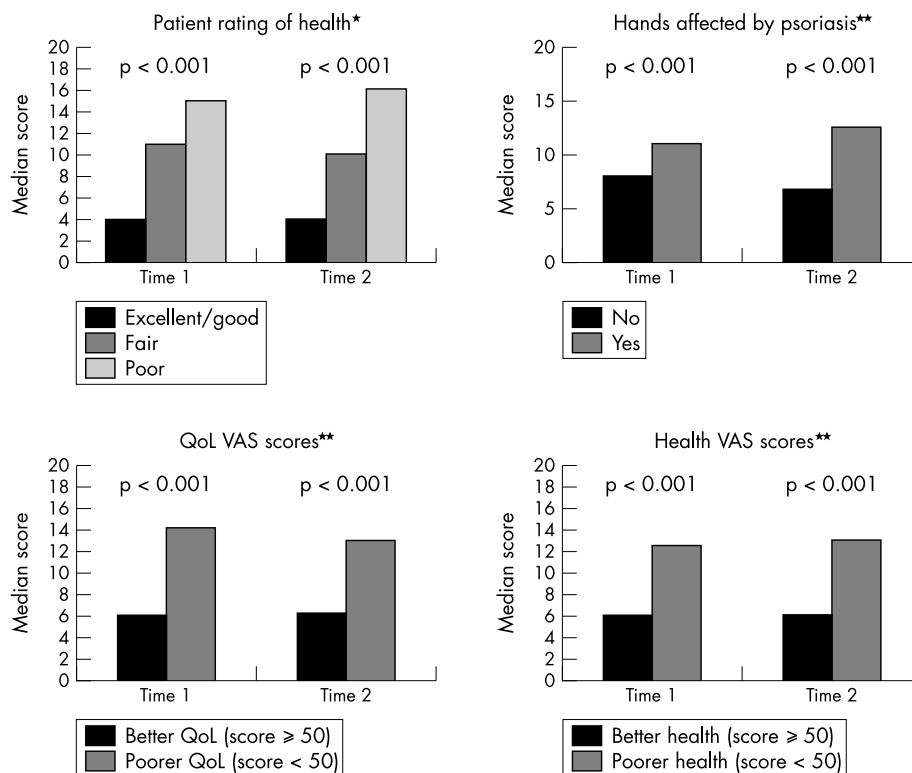 Patient rating of health★
Median score
20
18
16
14
12
10
8
6
4
2
0
p < 0.001
p < 0.001
Time 1
Time 2
Excellent/good
Fair
Poor
Hands affected by psoriasis★★
Median score
20
15
10
5
0
p < 0.001
p < 0.001
Time 1
Time 2
No
Yes
QoL VAS scores★★
Median score
20
18
16
14
12
10
8
6
4
2
0
p < 0.001
p < 0.001
Time 1
Time 2
Better QoL (score ⩾ 50)
Poorer QoL (score < 50)
Health VAS scores★★
Median score
20
18
16
14
12
10
8
6
4
2
0
p < 0.001
p < 0.001
Time 1
Time 2
Better health (score ⩾ 50)
Poorer health (score < 50)